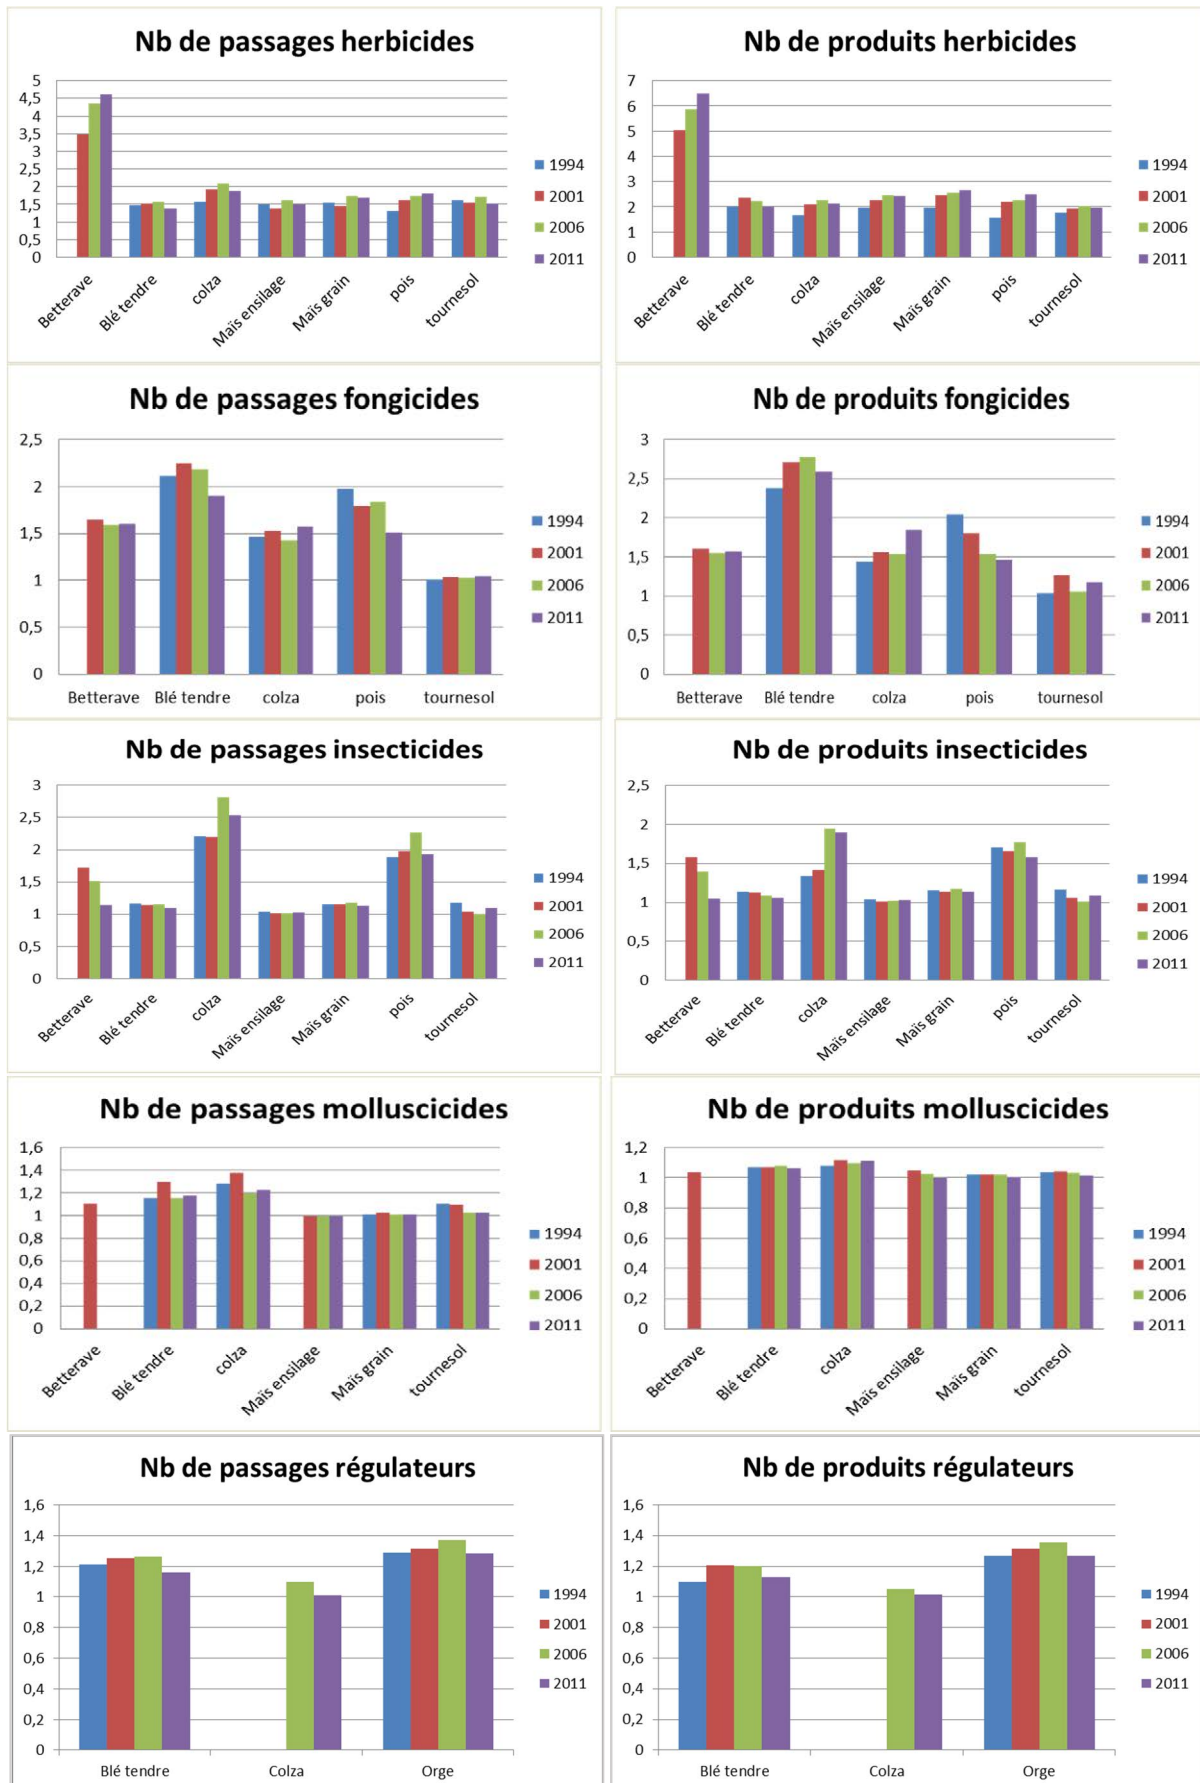 Nb de passages herbicides
5
4,5
4
3,5
3
2,5
2
1,5
1
0,5
0
1994
2001
2006
2011
Betterave
Blé tendre
colza
Maïs ensilage
Maïs grain
pois
tournesol
Nb de produits herbicides
7
6
5
4
3
2
1
0
1994
2001
2006
2011
Betterave
Blé tendre
colza
Maïs ensilage
Maïs grain
pois
tournesol
Nb de passages fongicides
2,5
2
1,5
1
0,5
0
1994
2001
2006
2011
Betterave Blé tendre colza pois tournesol
Nb de produits fongicides
3
2,5
2
1,5
1
0,5
0
1994
2001
2006
2011
Betterave Blé tendre colza pois tournesol
Nb de passages insecticides
3
2,5
2
1,5
1
0,5
0
1994
2001
2006
2011
Betterave
Blé tendre
colza
Maïs ensilage
Maïs grain
pois
tournesol
Nb de produits insecticides
2,5
2
1,5
1
0,5
0
1994
2001
2006
2011
Betterave
Blé tendre
colza
Maïs ensilage
Maïs grain
pois
tournesol
Nb de passages molluscicides
1,6
1,4
1,2
1
0,8
0,6
0,4
0,2
0
1994
2001
2006
2011
Betterave
Blé tendre
colza
Maïs ensilage
Maïs grain
tournesol
Nb de produits molluscicides
1,2
1
0,8
0,6
0,4
0,2
0
1994
2001
2006
2011
Betterave
Blé tendre
colza
Maïs ensilage
Maïs grain
tournesol
Nb de passages régulateurs
1,6
1,4
1,2
1
0,8
0,6
0,4
0,2
0
1994
2001
2006
2011
Blé tendre Colza Orge
Nb de produits régulateurs
1,6
1,4
1,2
1
0,8
0,6
0,4
0,2
0
1994
2001
2006
2011
Blé tendre Colza Orge